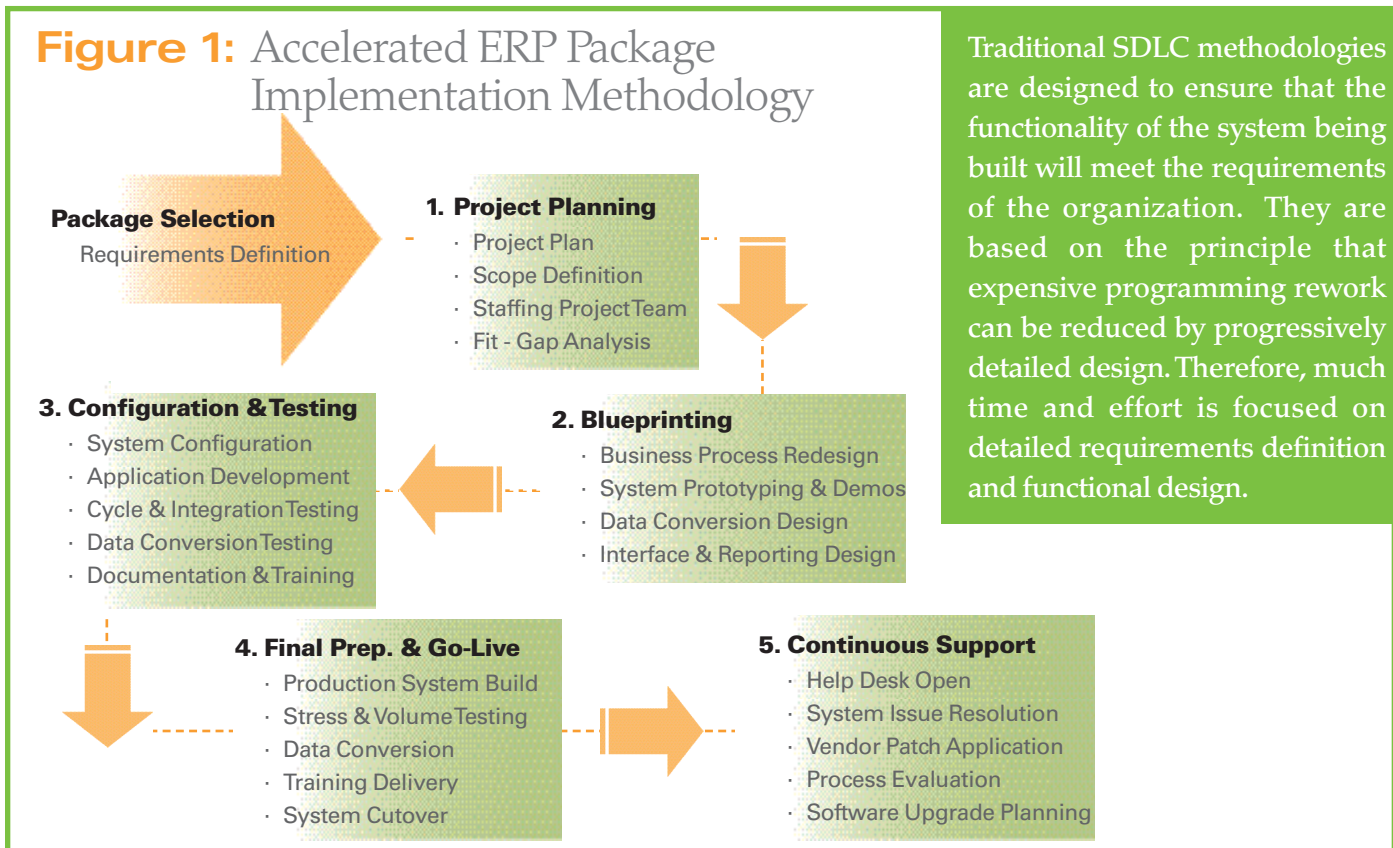 Figure 1: Accelerated ERP Package
Implementation Methodology
Package Selection
Requirements Definition
1. Project Planning
· Project Plan
· Scope Definition
· Staffing Project Team
· Fit - Gap Analysis
2. Blueprinting
· Business Process Redesign
· System Prototyping & Demos
· Data Conversion Design
· Interface & Reporting Design
3. Configuration & Testing
· System Configuration
· Application Development
· Cycle & Integration Testing
· Data Conversion Testing
· Documentation & Training
4. Final Prep. & Go-Live
· Production System Build
· Stress & Volume Testing
· Data Conversion
· Training Delivery
· System Cutover
5. Continuous Support
· Help Desk Open
· System Issue Resolution
· Vendor Patch Application
· Process Evaluation
· Software Upgrade Planning
Traditional SDLC methodologies
are designed to ensure that the
functionality of the system being
built will meet the requirements
of the organization. They are
based on the principle that
expensive programming rework
can be reduced by progressively
detailed design. Therefore, much
time and effort is focused on
detailed requirements definition
and functional design.